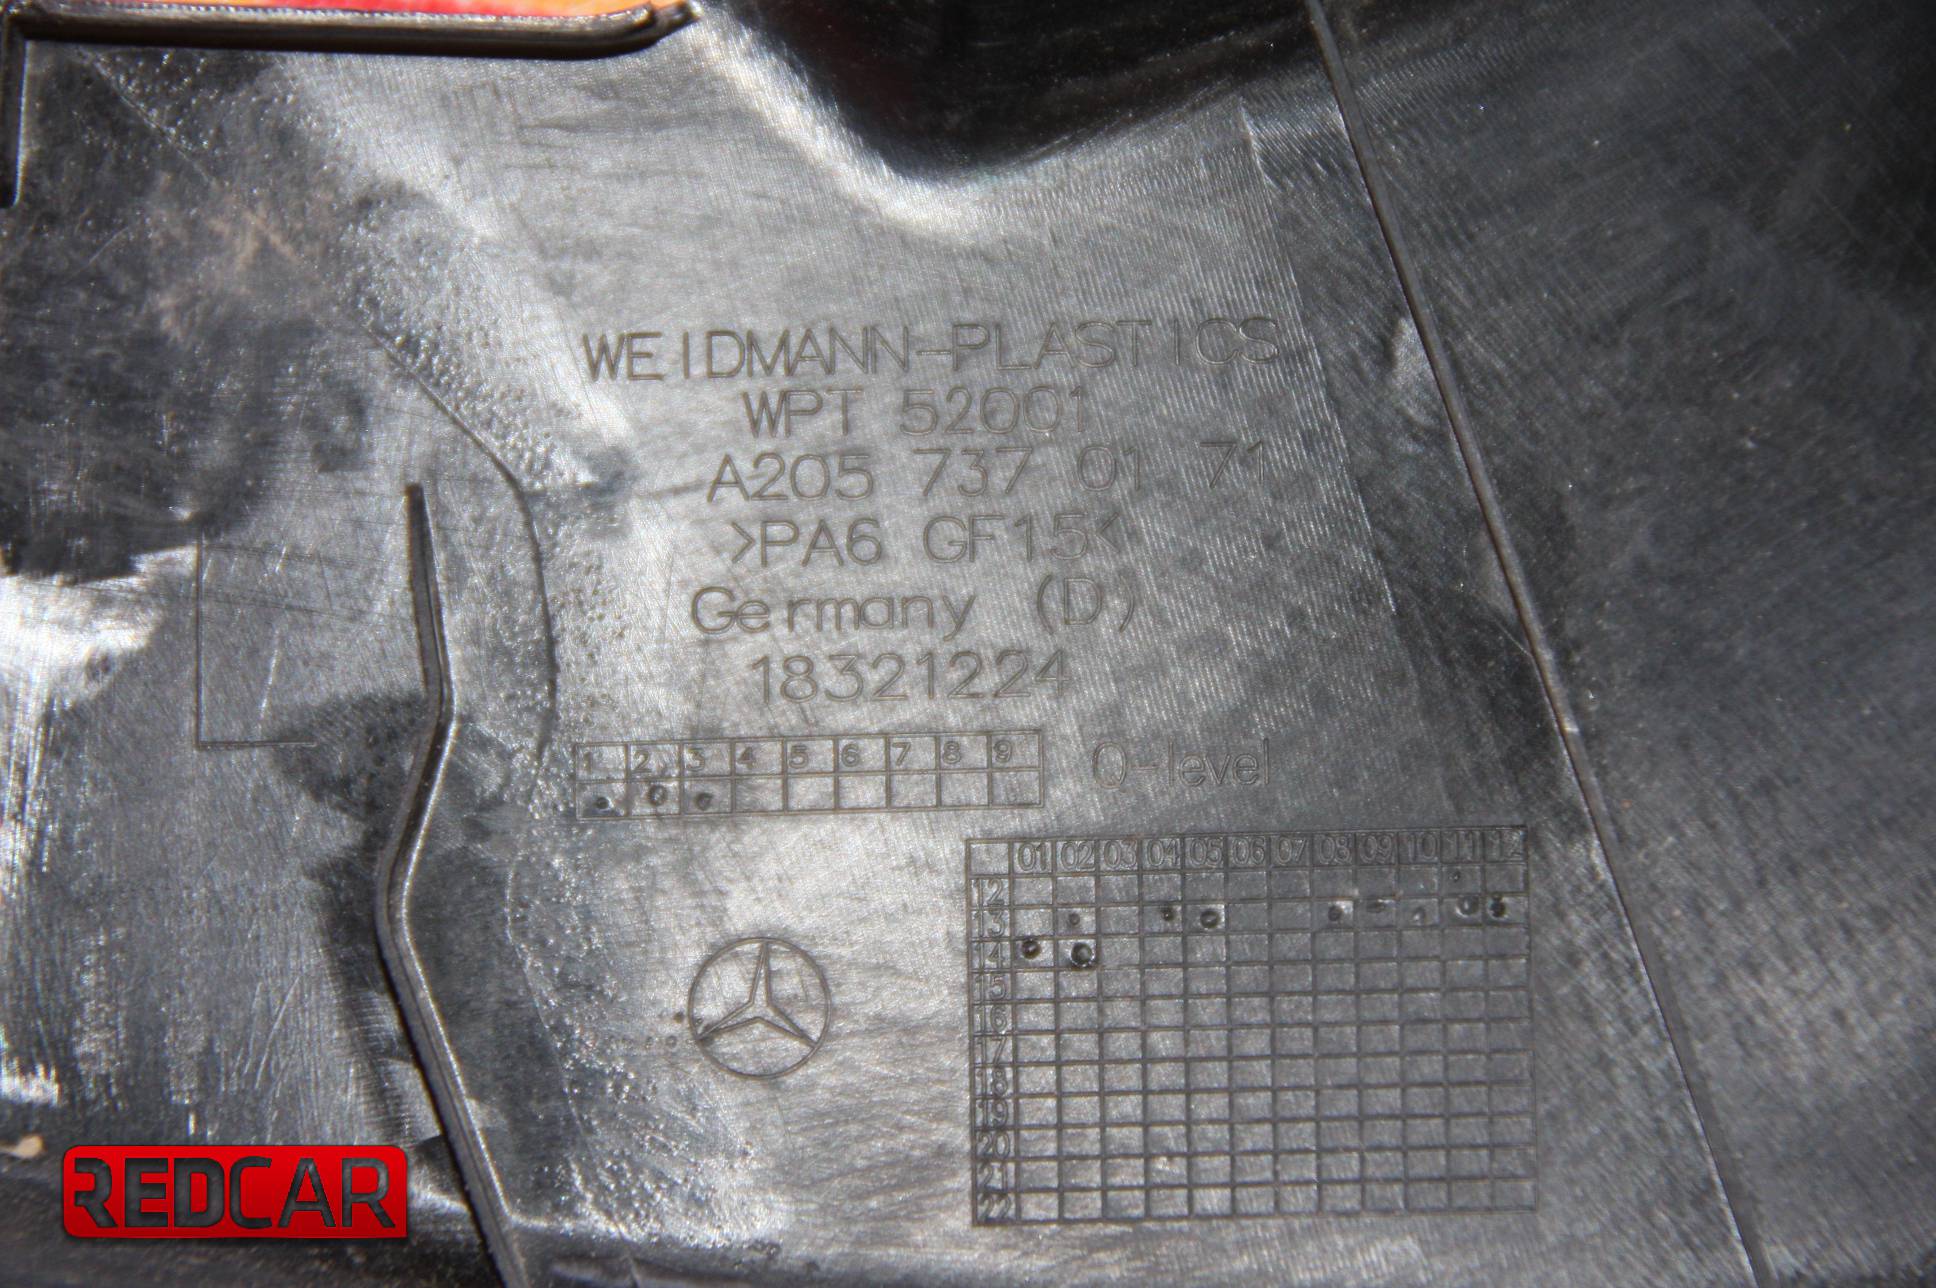 WEIDMANN-PLASTICS
WPT 52001
A205 737 01 71
>PA6 GF15<
Germany (D)
18321224
1 2 3 4 5 6 7 8 9
Q-level
01 02 03 04 05 06 07 08 09 10 11 12
12
13
14
15
16
17
18
19
20
21
22
REDCAR